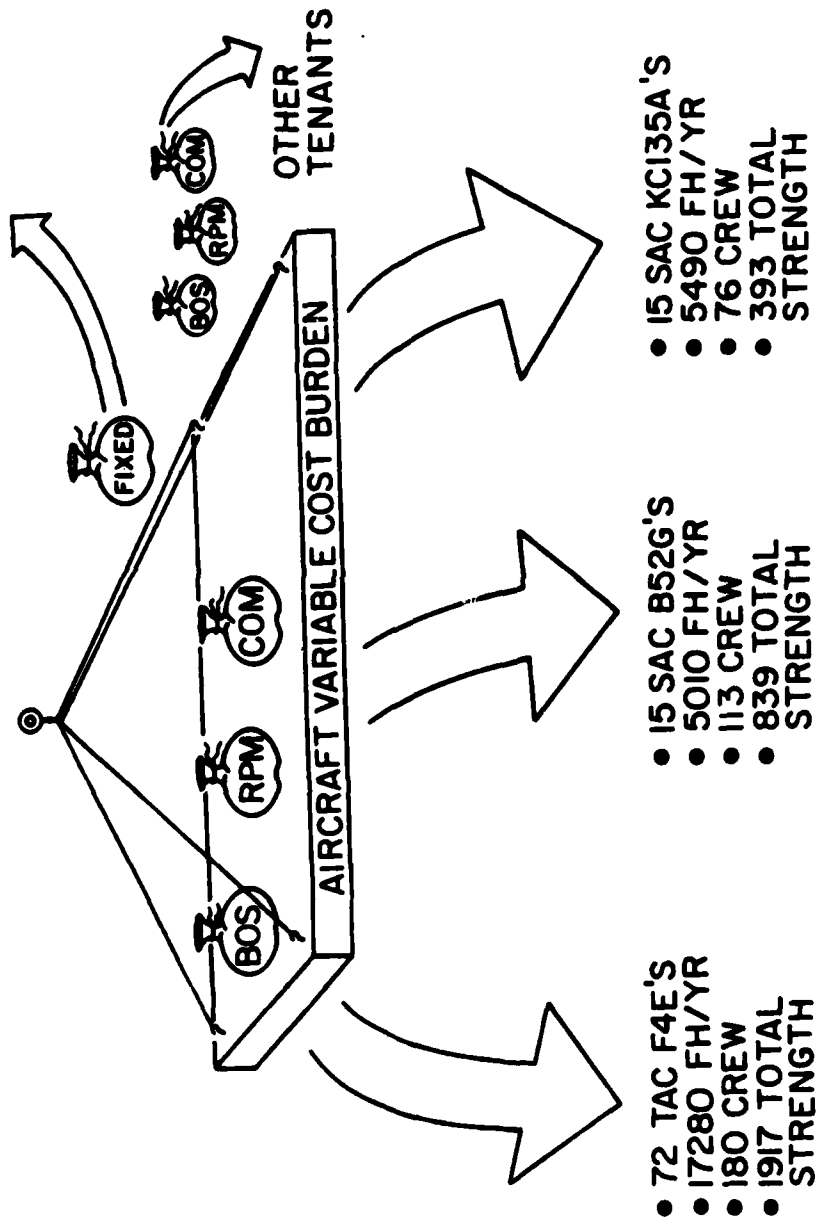 FIXED
BOS
RPM
COM
OTHER
TENANTS
BOS
RPM
COM
AIRCRAFT VARIABLE COST BURDEN
• 72 TAC F4E'S
• 17280 FH/YR
• 180 CREW
• 1917 TOTAL
STRENGTH
• 15 SAC B52G'S
• 5010 FH/YR
• 113 CREW
• 839 TOTAL
STRENGTH
• 15 SAC KC135A'S
• 5490 FH/YR
• 76 CREW
• 393 TOTAL
STRENGTH